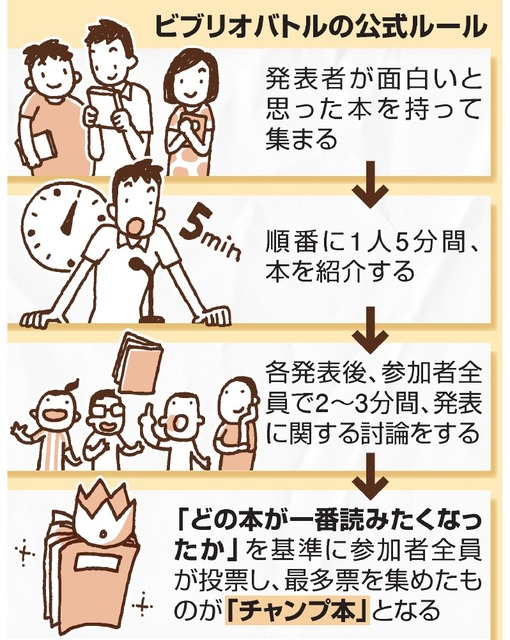 ビブリオバトルの公式ルール
発表者が面白いと
思った本を持って
集まる
5min
順番に1人5分間、
本を紹介する
各発表後、参加者全
員で2〜3分間、発表
に関する討論をする
「どの本が一番読みたくなっ
たか」を基準に参加者全員
が投票し、最多票を集めたも
のが「チャンプ本」となる